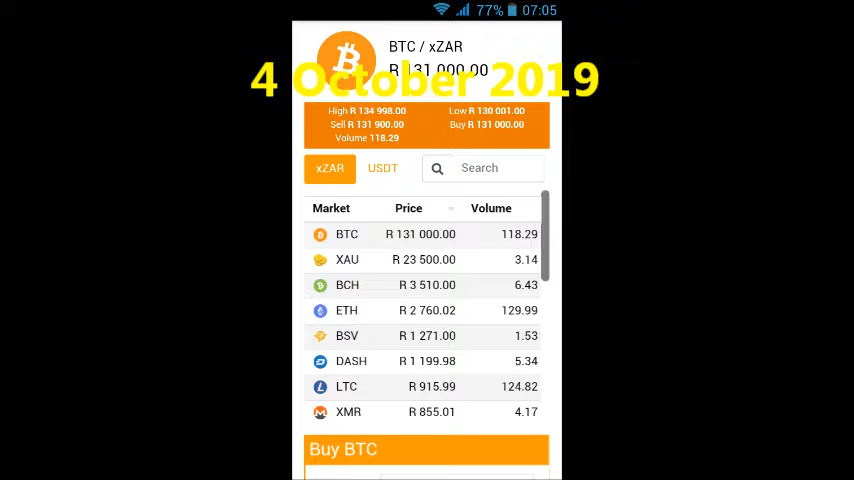 77% 07:05
BTC / xZAR
R 131 000.00
4 October 2019
High R 134 998.00 Low R 130 001.00
Sell R 131 900.00 Buy R 131 000.00
Volume 118.29
xZAR USDT Search
Market Price Volume
BTC R 131 000.00 118.29
XAU R 23 500.00 3.14
BCH R 3 510.00 6.43
ETH R 2 760.02 129.99
BSV R 1 271.00 1.53
DASH R 1 199.98 5.34
LTC R 915.99 124.82
XMR R 855.01 4.17
Buy BTC